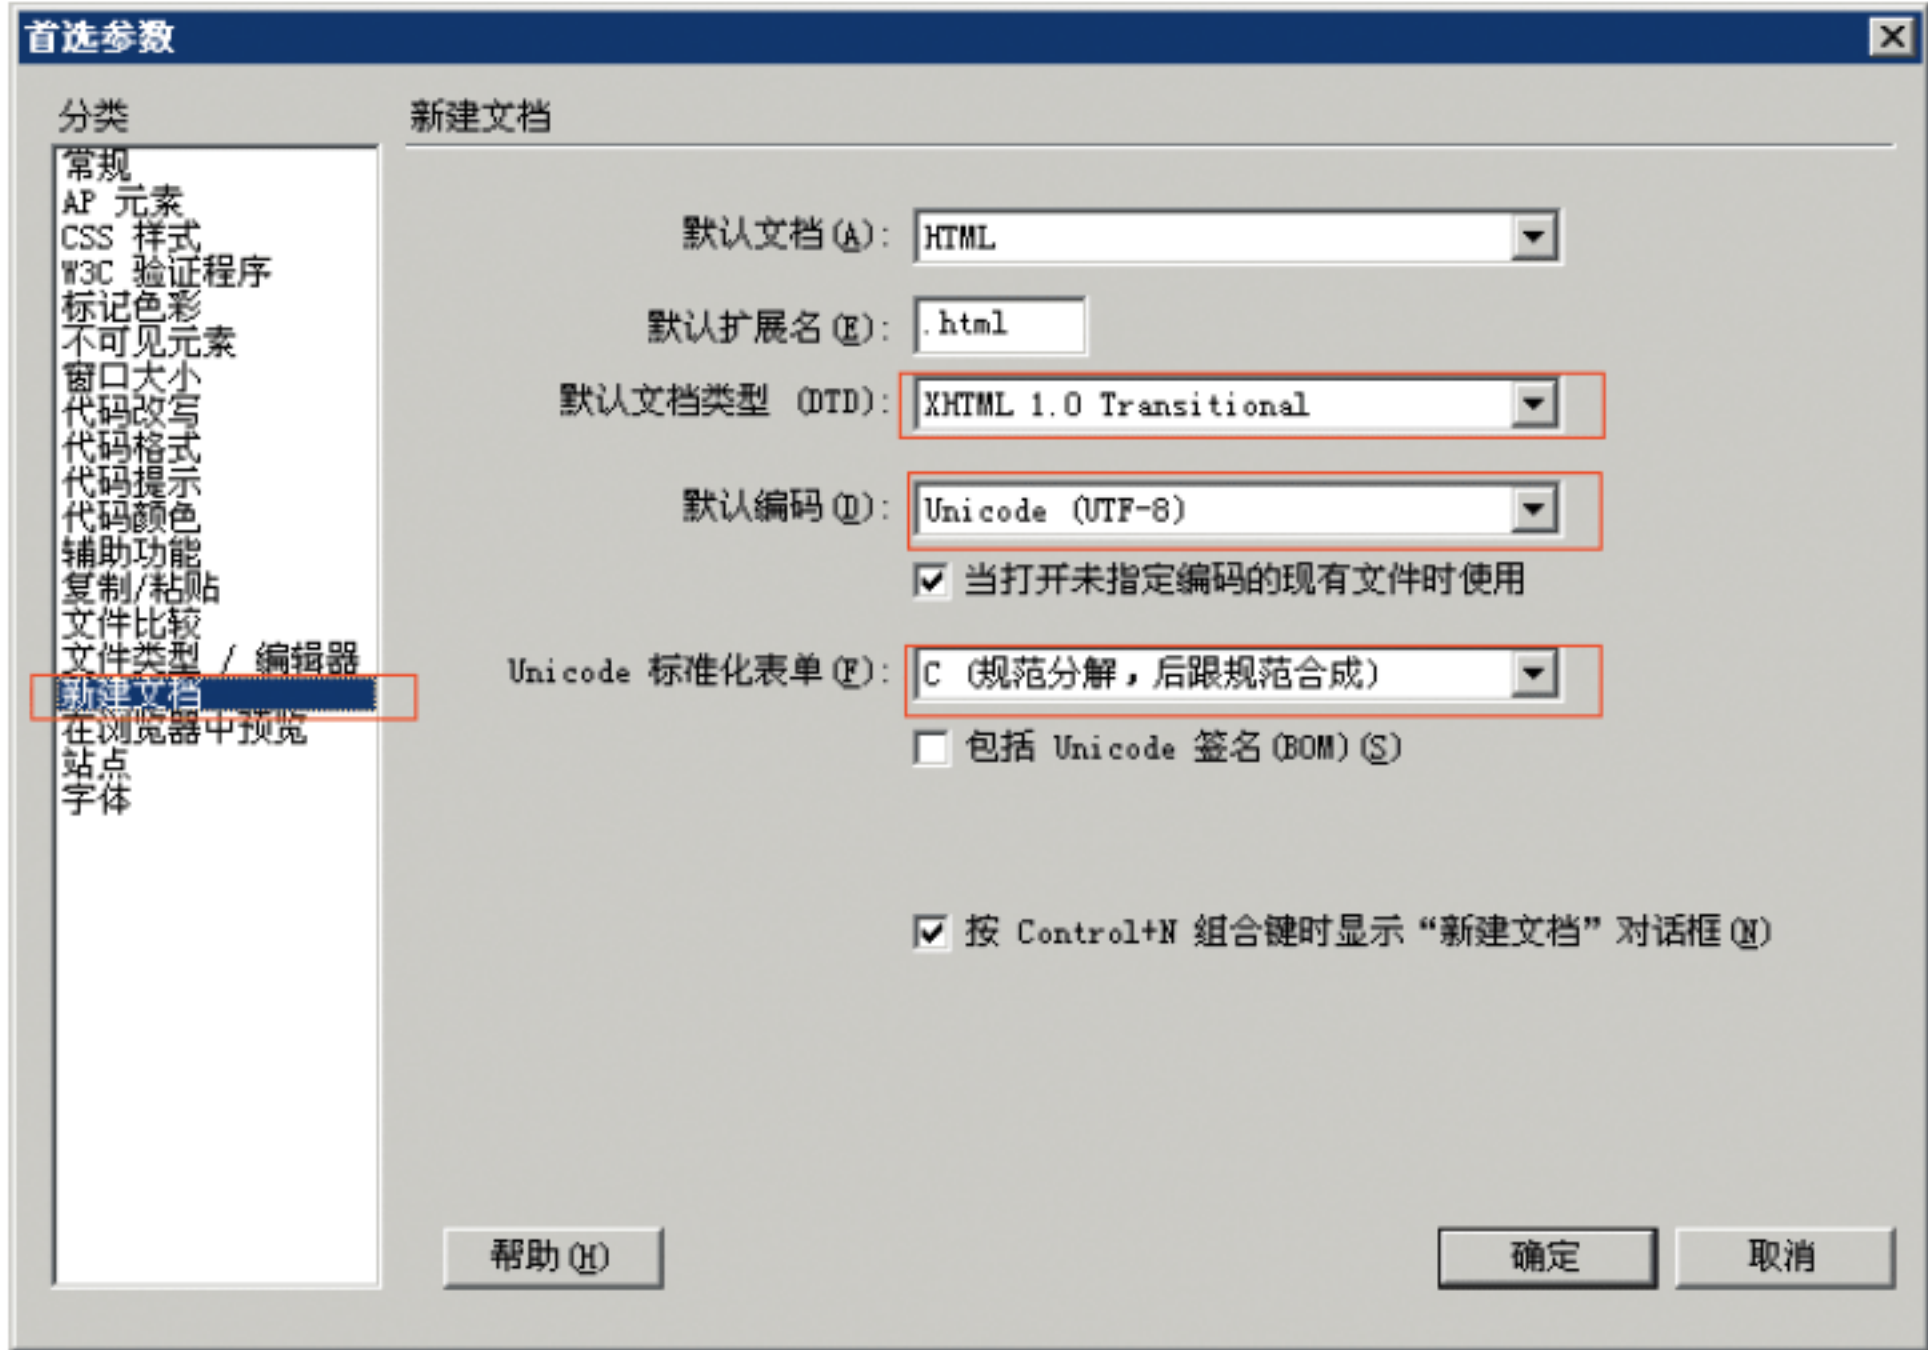 首选参数
分类
常规
AP 元素
CSS 样式
W3C 验证程序
标记色彩
不可见元素
窗口大小
代码改写
代码格式
代码提示
代码颜色
辅助功能
复制/粘贴
文件比较
文件类型 / 编辑器
新建文档
在浏览器中预览
站点
字体
新建文档
默认文档(A): HTML
默认扩展名(E): .html
默认文档类型 (DTD): XHTML 1.0 Transitional
默认编码(D): Unicode (UTF-8)
当打开未指定编码的现有文件时使用
Unicode 标准化表单(F): C (规范分解，后跟规范合成)
包括 Unicode 签名(BOM)(S)
按 Control+N 组合键时显示“新建文档”对话框(N)
帮助(H)
确定
取消